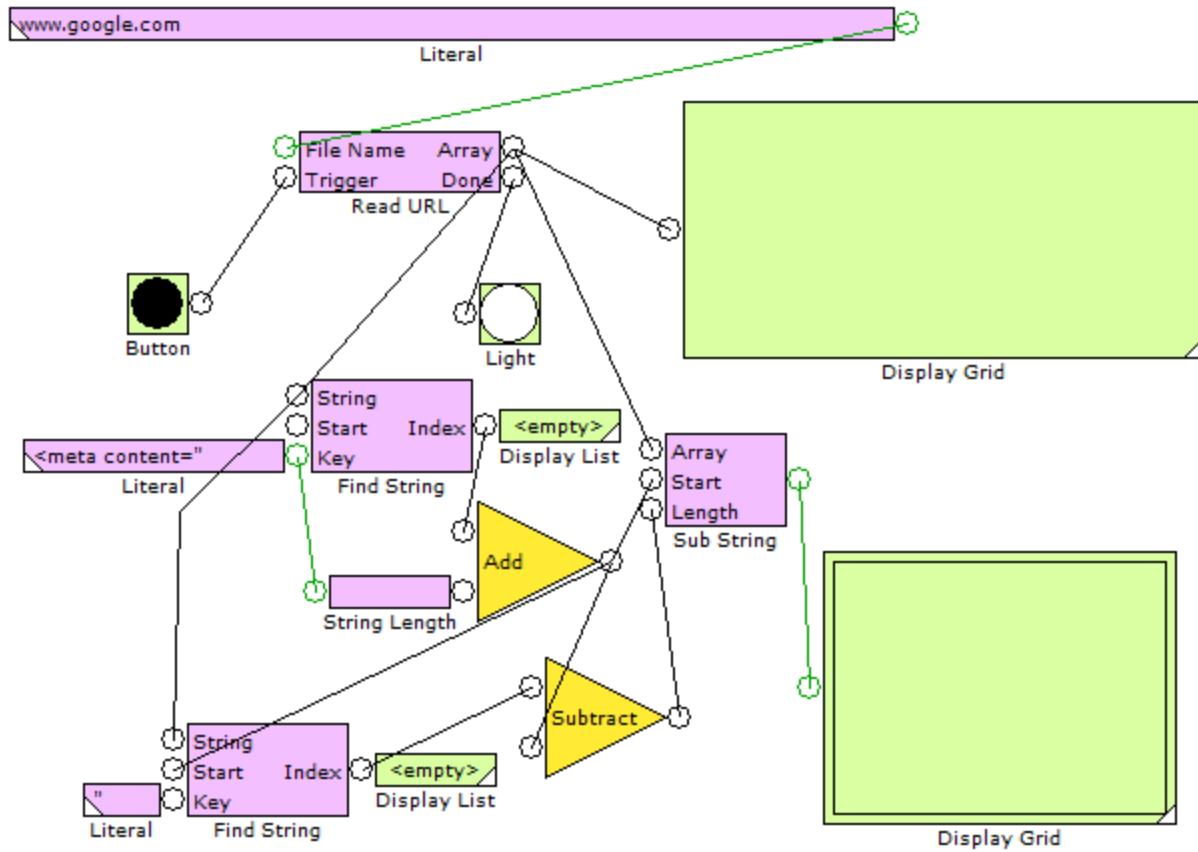 www.google.com
Literal
File Name Array
Trigger Done
Read URL
Button
Light
Display Grid
String
Start Index
Key
Find String
<meta content="
Literal
<empty>
Display List
Array
Start
Length
Sub String
Add
String Length
Subtract
String
Start Index
Key
Find String
"
Literal
<empty>
Display List
Display Grid